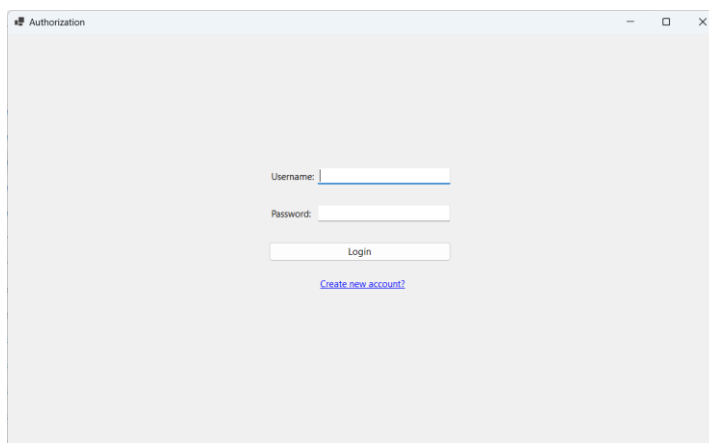 Authorization
Username:
Password:
Login
Create new account?